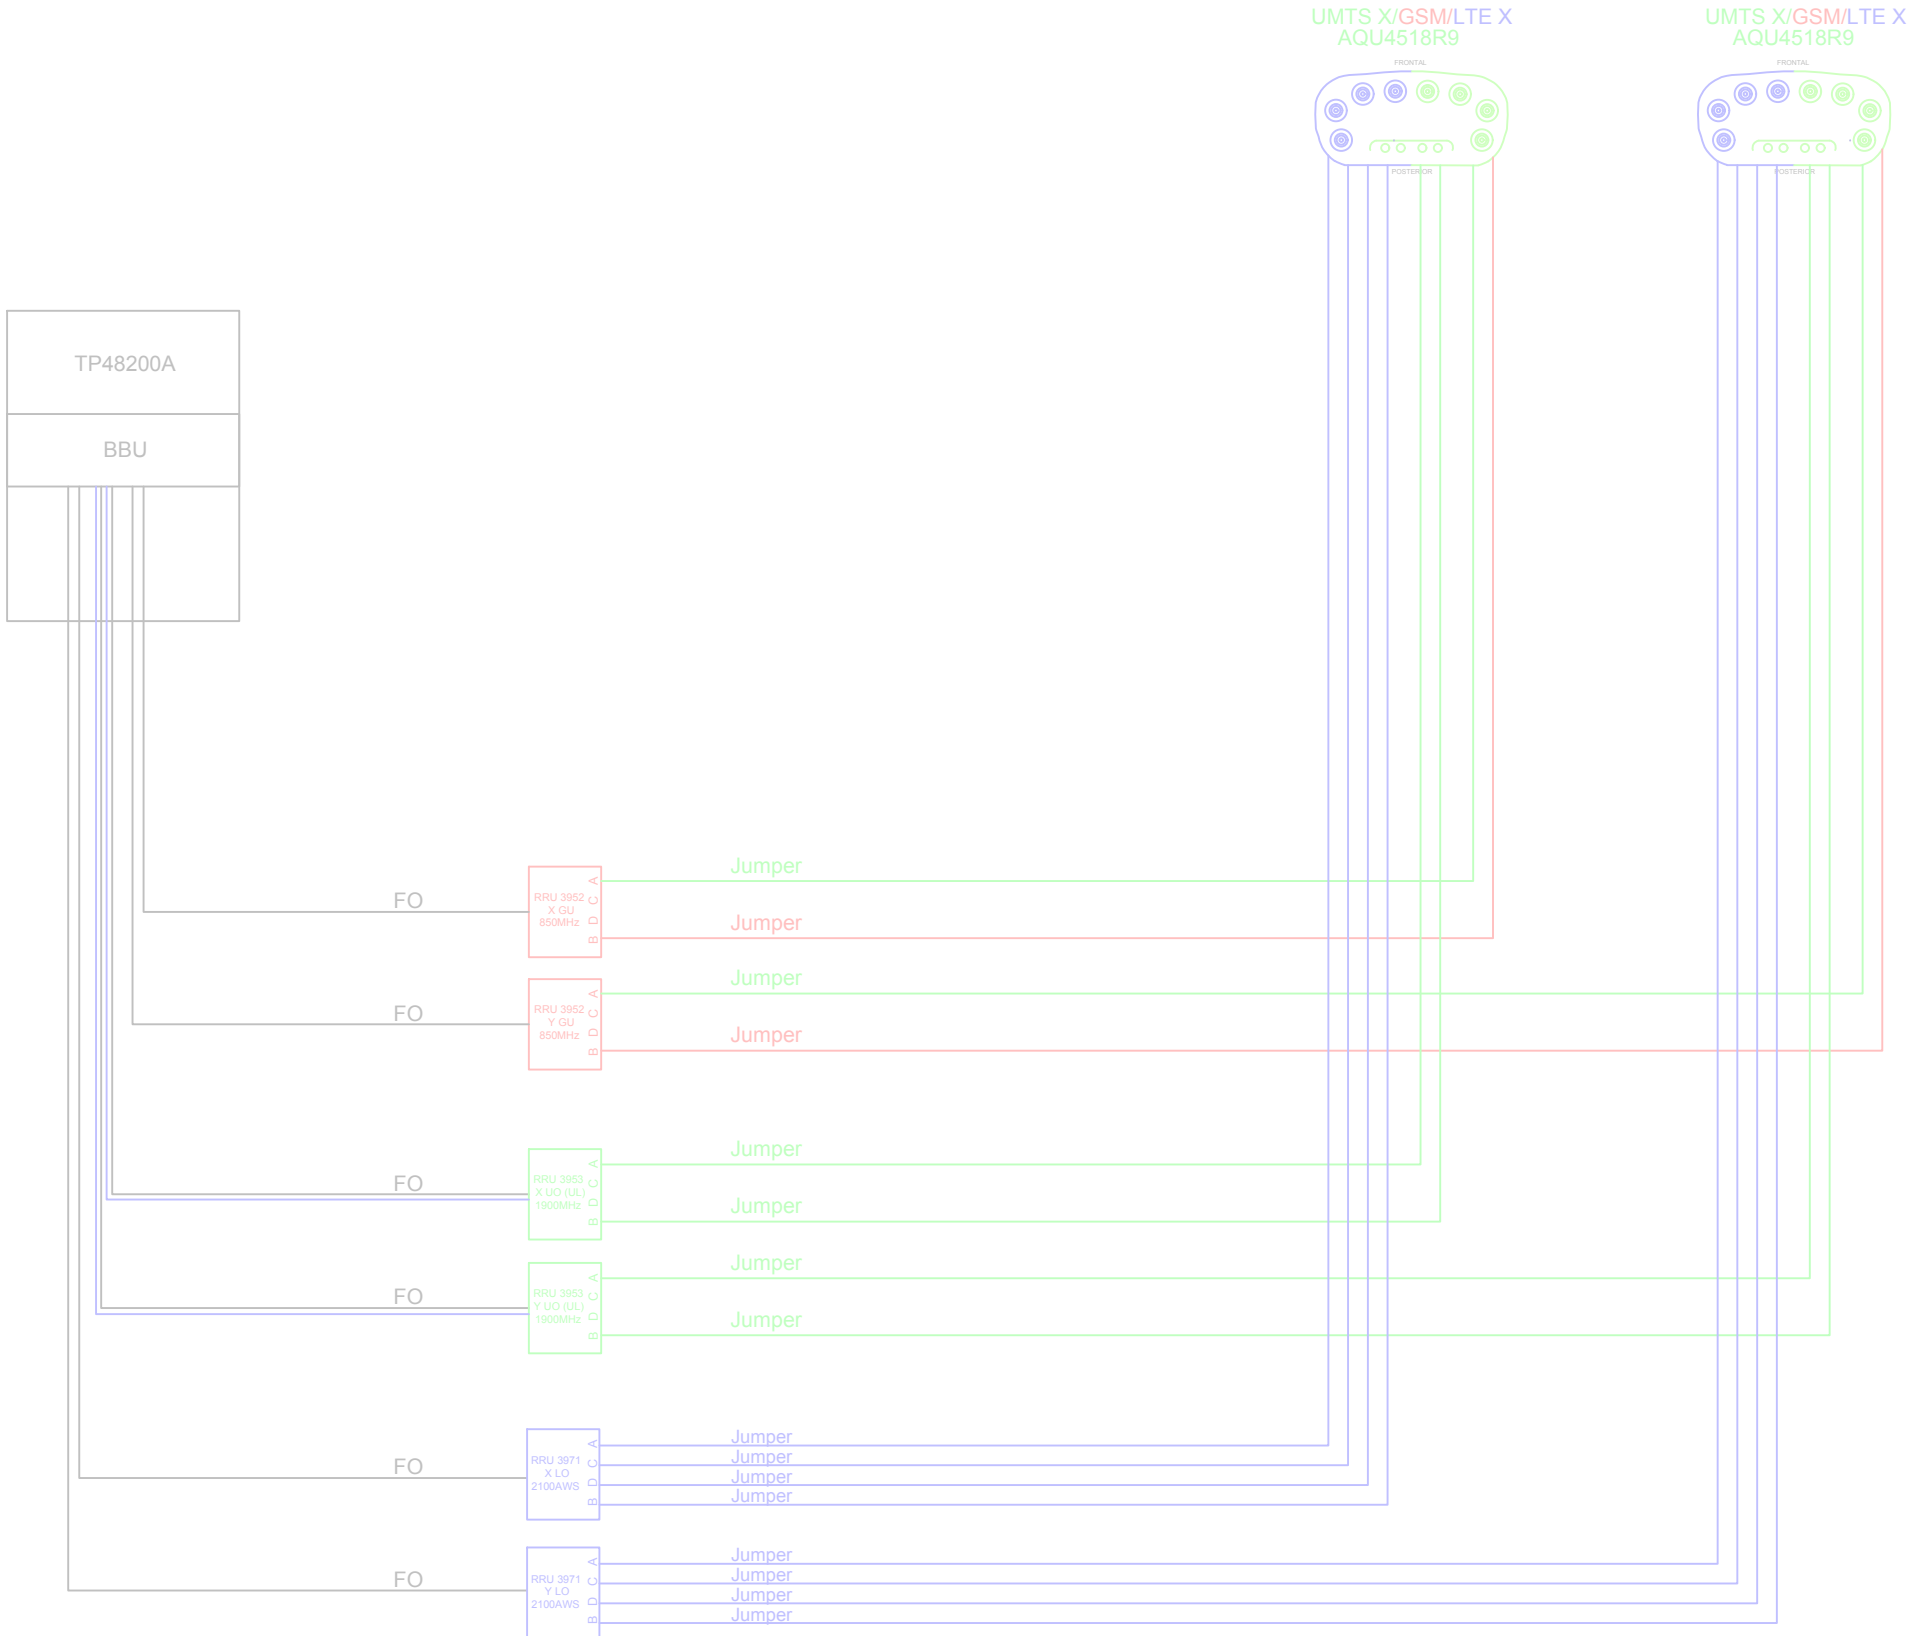 UMTS X/GSM/LTE X
AQU4518R9
FRONTAL
POSTERIOR
UMTS X/GSM/LTE X
AQU4518R9
FRONTAL
POSTERIOR
TP48200A
BBU
FO
RRU 3952
X GU
850MHz
A
C
D
B
Jumper
Jumper
FO
RRU 3952
Y GU
850MHz
A
C
D
B
Jumper
Jumper
FO
RRU 3953
X UO (UL)
1900MHz
A
C
D
B
Jumper
Jumper
FO
RRU 3953
Y UO (UL)
1900MHz
A
C
D
B
Jumper
Jumper
FO
RRU 3971
X LO
2100AWS
A
C
D
B
Jumper
Jumper
Jumper
Jumper
FO
RRU 3971
Y LO
2100AWS
A
C
D
B
Jumper
Jumper
Jumper
Jumper